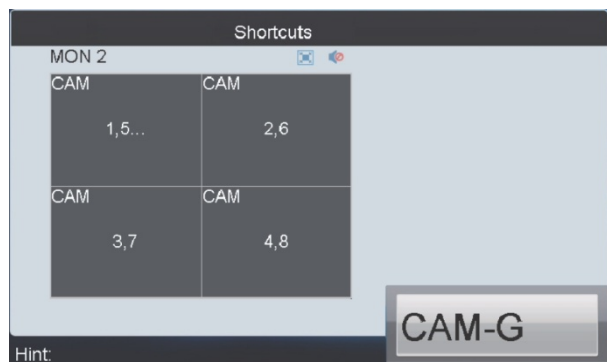 Shortcuts
MON 2
CAM CAM
1,5... 2,6
CAM CAM
3,7 4,8
CAM-G
Hint: